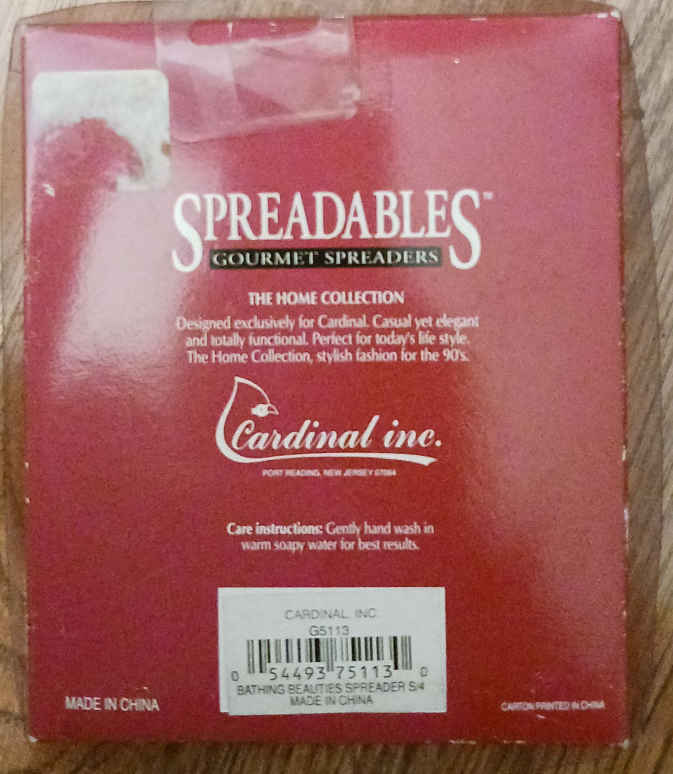 SPREADABLES™
GOURMET SPREADERS
THE HOME COLLECTION
Designed exclusively for Cardinal. Casual yet elegant
and totally functional. Perfect for today's life style.
The Home Collection, stylish fashion for the 90's.
Cardinal inc.
PORT READING, NEW JERSEY 07064
Care instructions: Gently hand wash in
warm soapy water for best results.
CARDINAL, INC.
G5113
0 54493 75113 0
BATHING BEAUTIES SPREADER S/4
MADE IN CHINA
MADE IN CHINA
CARTON PRINTED IN CHINA